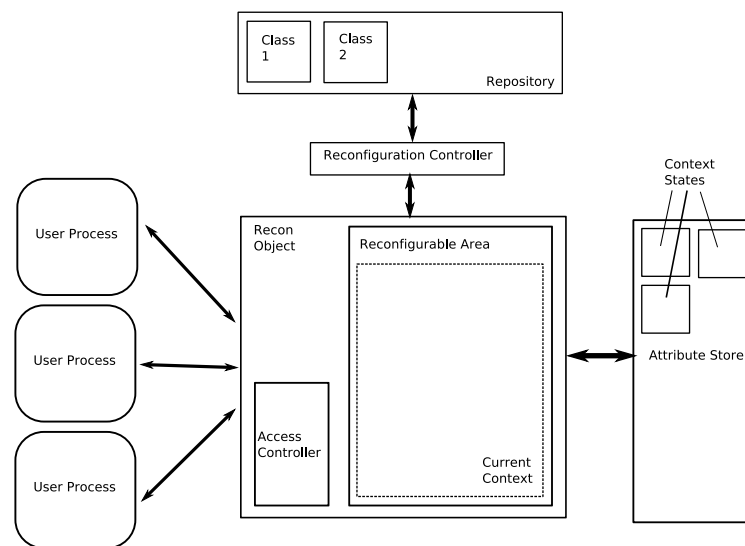 Class
1
Class
2
Repository
Reconfiguration Controller
Context
States
User Process
Recon
Object
Reconfigurable Area
User Process
Attribute Store
Access
Controller
Current
Context
User Process